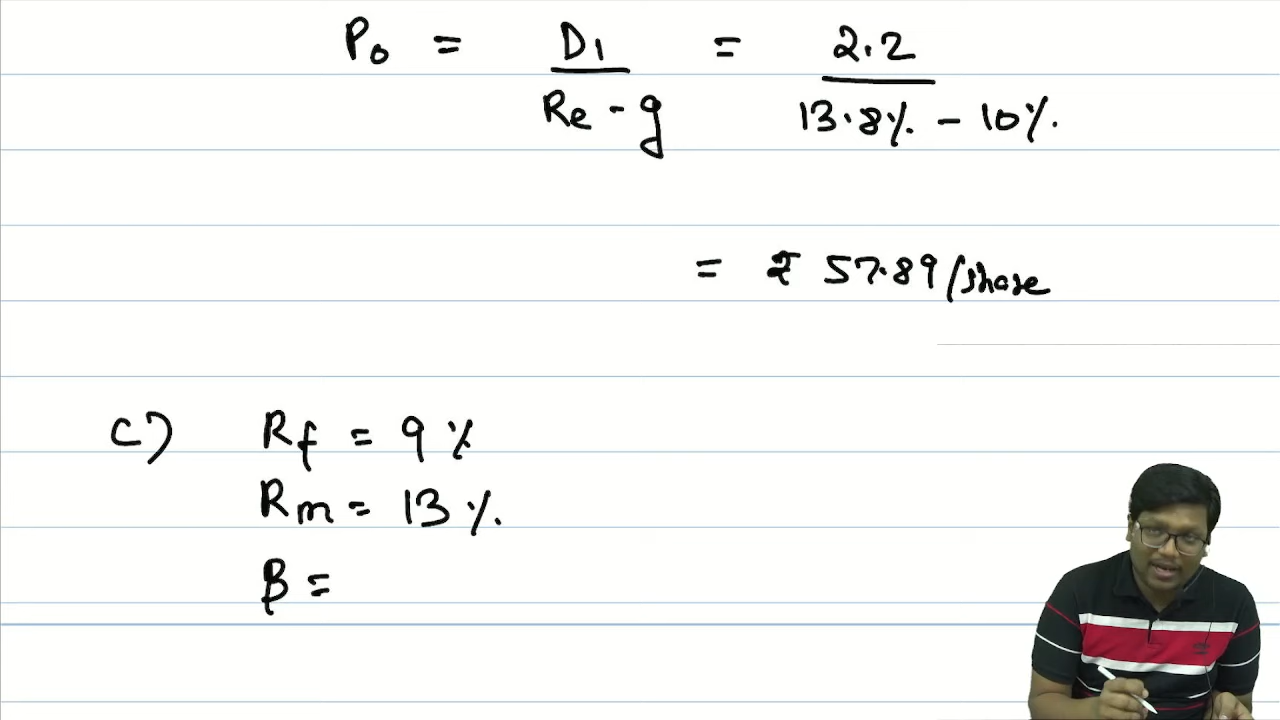 P0 = D1 / Re - g = 2.2 / 13.8% - 10%
= ₹ 57.89/share
c) Rf = 9%
Rm = 13%
β =